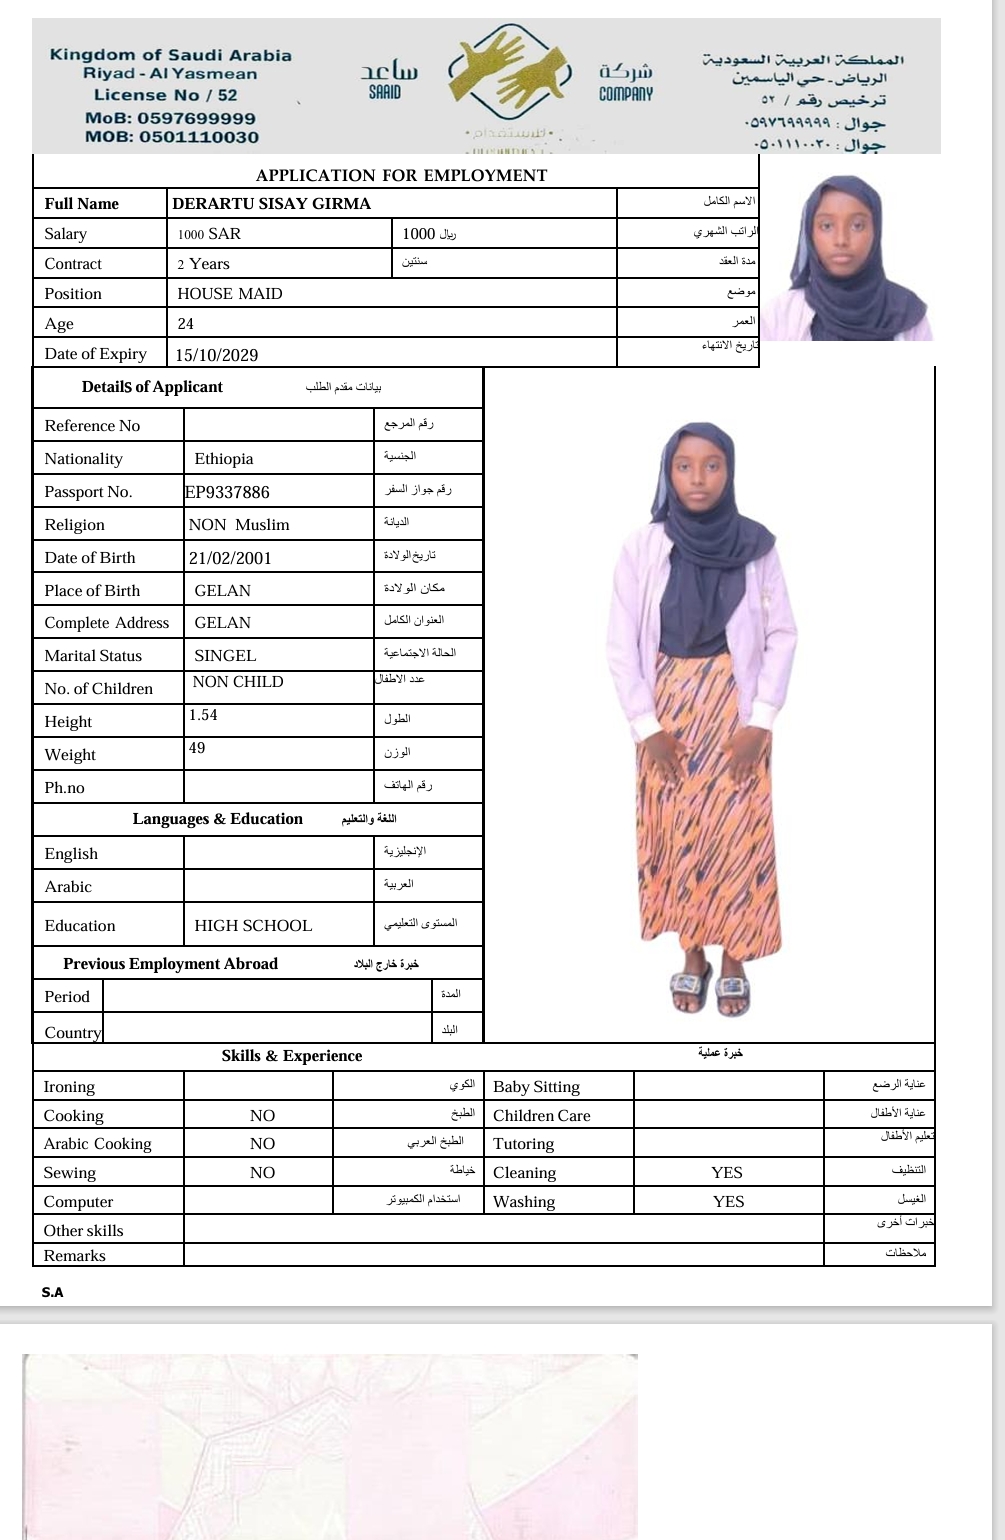 Kingdom of Saudi Arabia
Riyad - Al Yasmean
License No / 52
MoB: 0597699999
MOB: 0501110030
ساعد
SAAID
شركة
COMPANY
للاستقدام
المملكة العربية السعودية
الرياض - حي الياسمين
ترخيص رقم / ٥٢
جوال : ٠٥٩٧٦٩٩٩٩٩
جوال : ٠٥٠١١١٠٠٣٠
APPLICATION FOR EMPLOYMENT
Full Name DERARTU SISAY GIRMA الاسم الكامل
Salary 1000 SAR 1000 ريال الراتب الشهري
Contract 2 Years سنتين مدة العقد
Position HOUSE MAID موضع
Age 24 العمر
Date of Expiry 15/10/2029 تاريخ الانتهاء
Details of Applicant بيانات مقدم الطلب
Reference No رقم المرجع
Nationality Ethiopia الجنسية
Passport No. EP9337886 رقم جواز السفر
Religion NON Muslim الديانة
Date of Birth 21/02/2001 تاريخ الولادة
Place of Birth GELAN مكان الولادة
Complete Address GELAN العنوان الكامل
Marital Status SINGEL الحالة الاجتماعية
No. of Children NON CHILD عدد الاطفال
Height 1.54 الطول
Weight 49 الوزن
Ph.no رقم الهاتف
Languages & Education اللغة والتعليم
English الإنجليزية
Arabic العربية
Education HIGH SCHOOL المستوى التعليمي
Previous Employment Abroad خبرة خارج البلاد
Period المدة
Country البلد
Skills & Experience خبرة عملية
Ironing الكوي Baby Sitting عناية الرضع
Cooking NO الطبخ Children Care عناية الأطفال
Arabic Cooking NO الطبخ العربي Tutoring تعليم الأطفال
Sewing NO خياطة Cleaning YES التنظيف
Computer استخدام الكمبيوتر Washing YES الغيسل
Other skills خبرات أخرى
Remarks ملاحظات
S.A